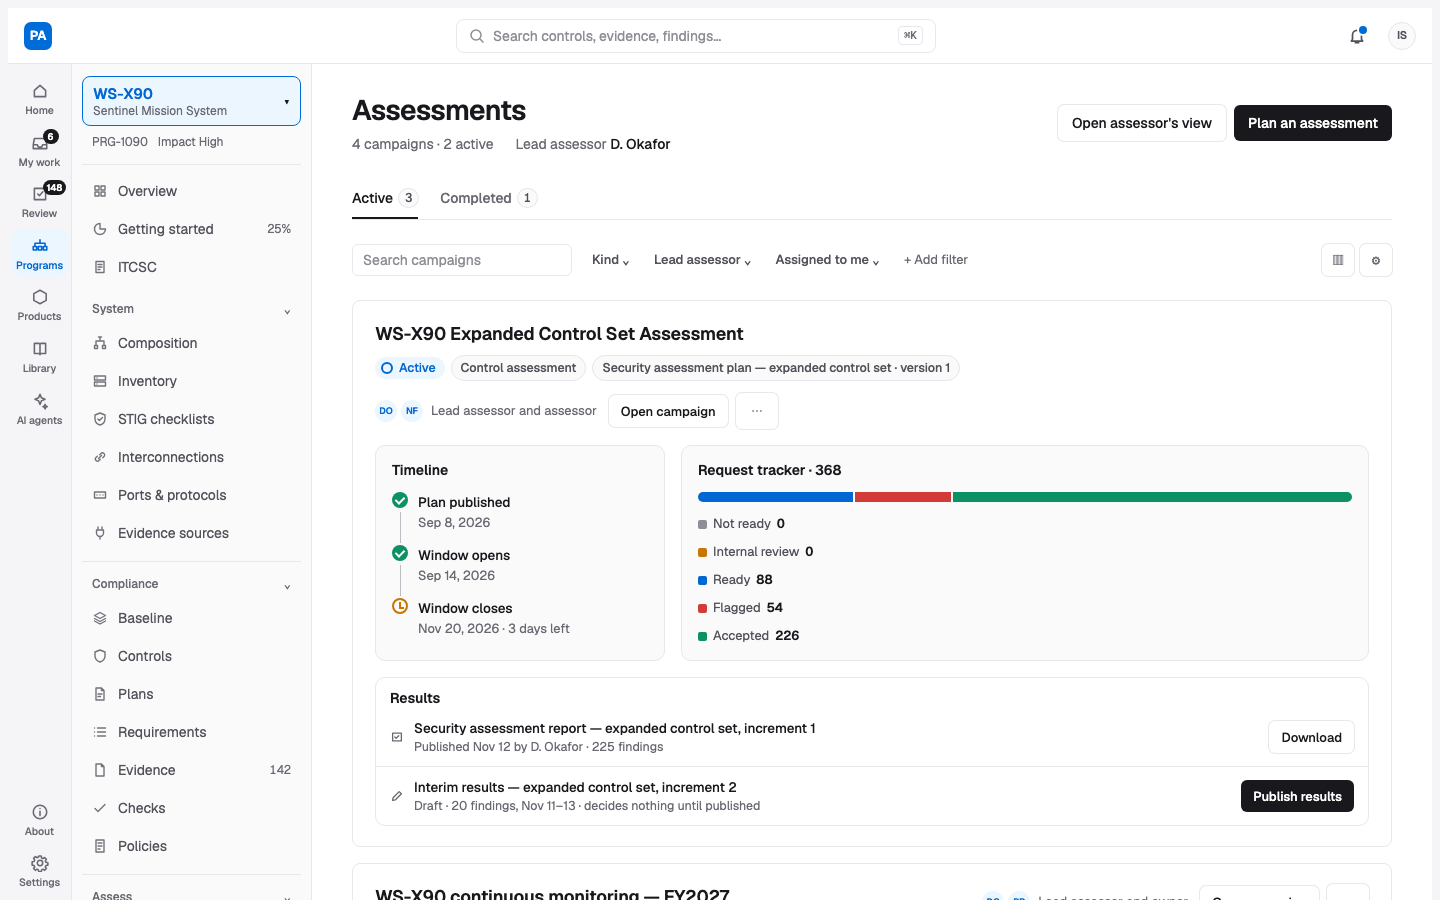 PA
Search controls, evidence, findings...
⌘K
IS
Home
6
My work
148
Review
Programs
Products
Library
AI agents
About
Settings
WS-X90
Sentinel Mission System
PRG-1090 Impact High
Overview
Getting started 25%
ITCSC
System
Composition
Inventory
STIG checklists
Interconnections
Ports & protocols
Evidence sources
Compliance
Baseline
Controls
Plans
Requirements
Evidence 142
Checks
Policies
Assess
Assessments
4 campaigns · 2 active Lead assessor D. Okafor
Open assessor's view
Plan an assessment
Active 3 Completed 1
Search campaigns
Kind Lead assessor Assigned to me + Add filter
WS-X90 Expanded Control Set Assessment
Active Control assessment Security assessment plan — expanded control set · version 1
DO NF Lead assessor and assessor Open campaign ···
Timeline
Plan published
Sep 8, 2026
Window opens
Sep 14, 2026
Window closes
Nov 20, 2026 · 3 days left
Request tracker · 368
Not ready 0
Internal review 0
Ready 88
Flagged 54
Accepted 226
Results
Security assessment report — expanded control set, increment 1
Published Nov 12 by D. Okafor · 225 findings
Download
Interim results — expanded control set, increment 2
Draft · 20 findings, Nov 11–13 · decides nothing until published
Publish results
WS-X90 continuous monitoring — FY2027
Lead assessor and owner